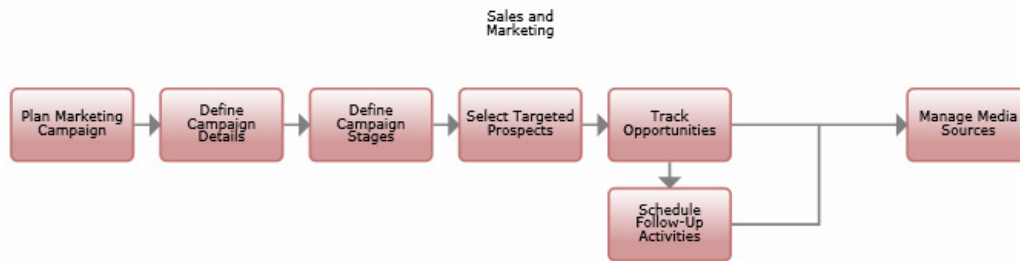 Sales and
Marketing
Plan Marketing
Campaign
Define
Campaign
Details
Define
Campaign
Stages
Select Targeted
Prospects
Track
Opportunities
Manage Media
Sources
Schedule
Follow-Up
Activities